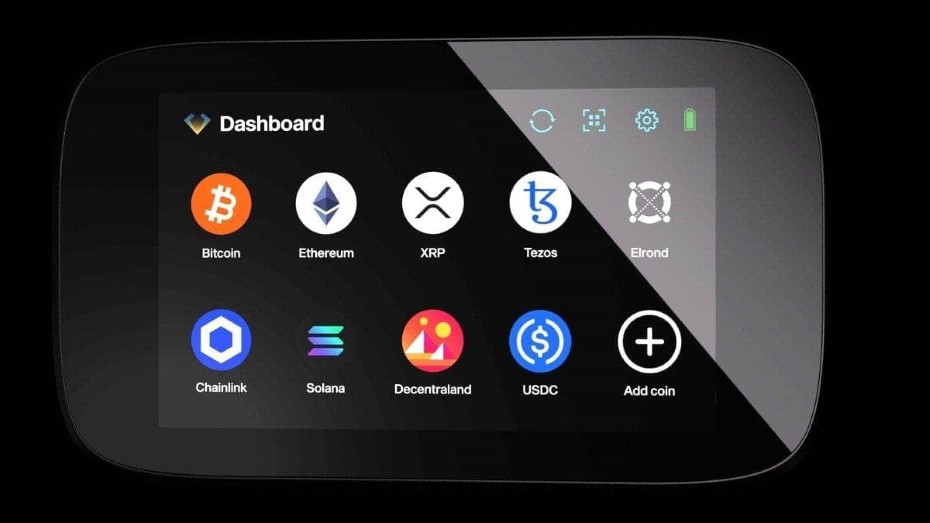 Dashboard
Bitcoin Ethereum XRP Tezos Elrond
Chainlink Solana Decentraland USDC Add coin